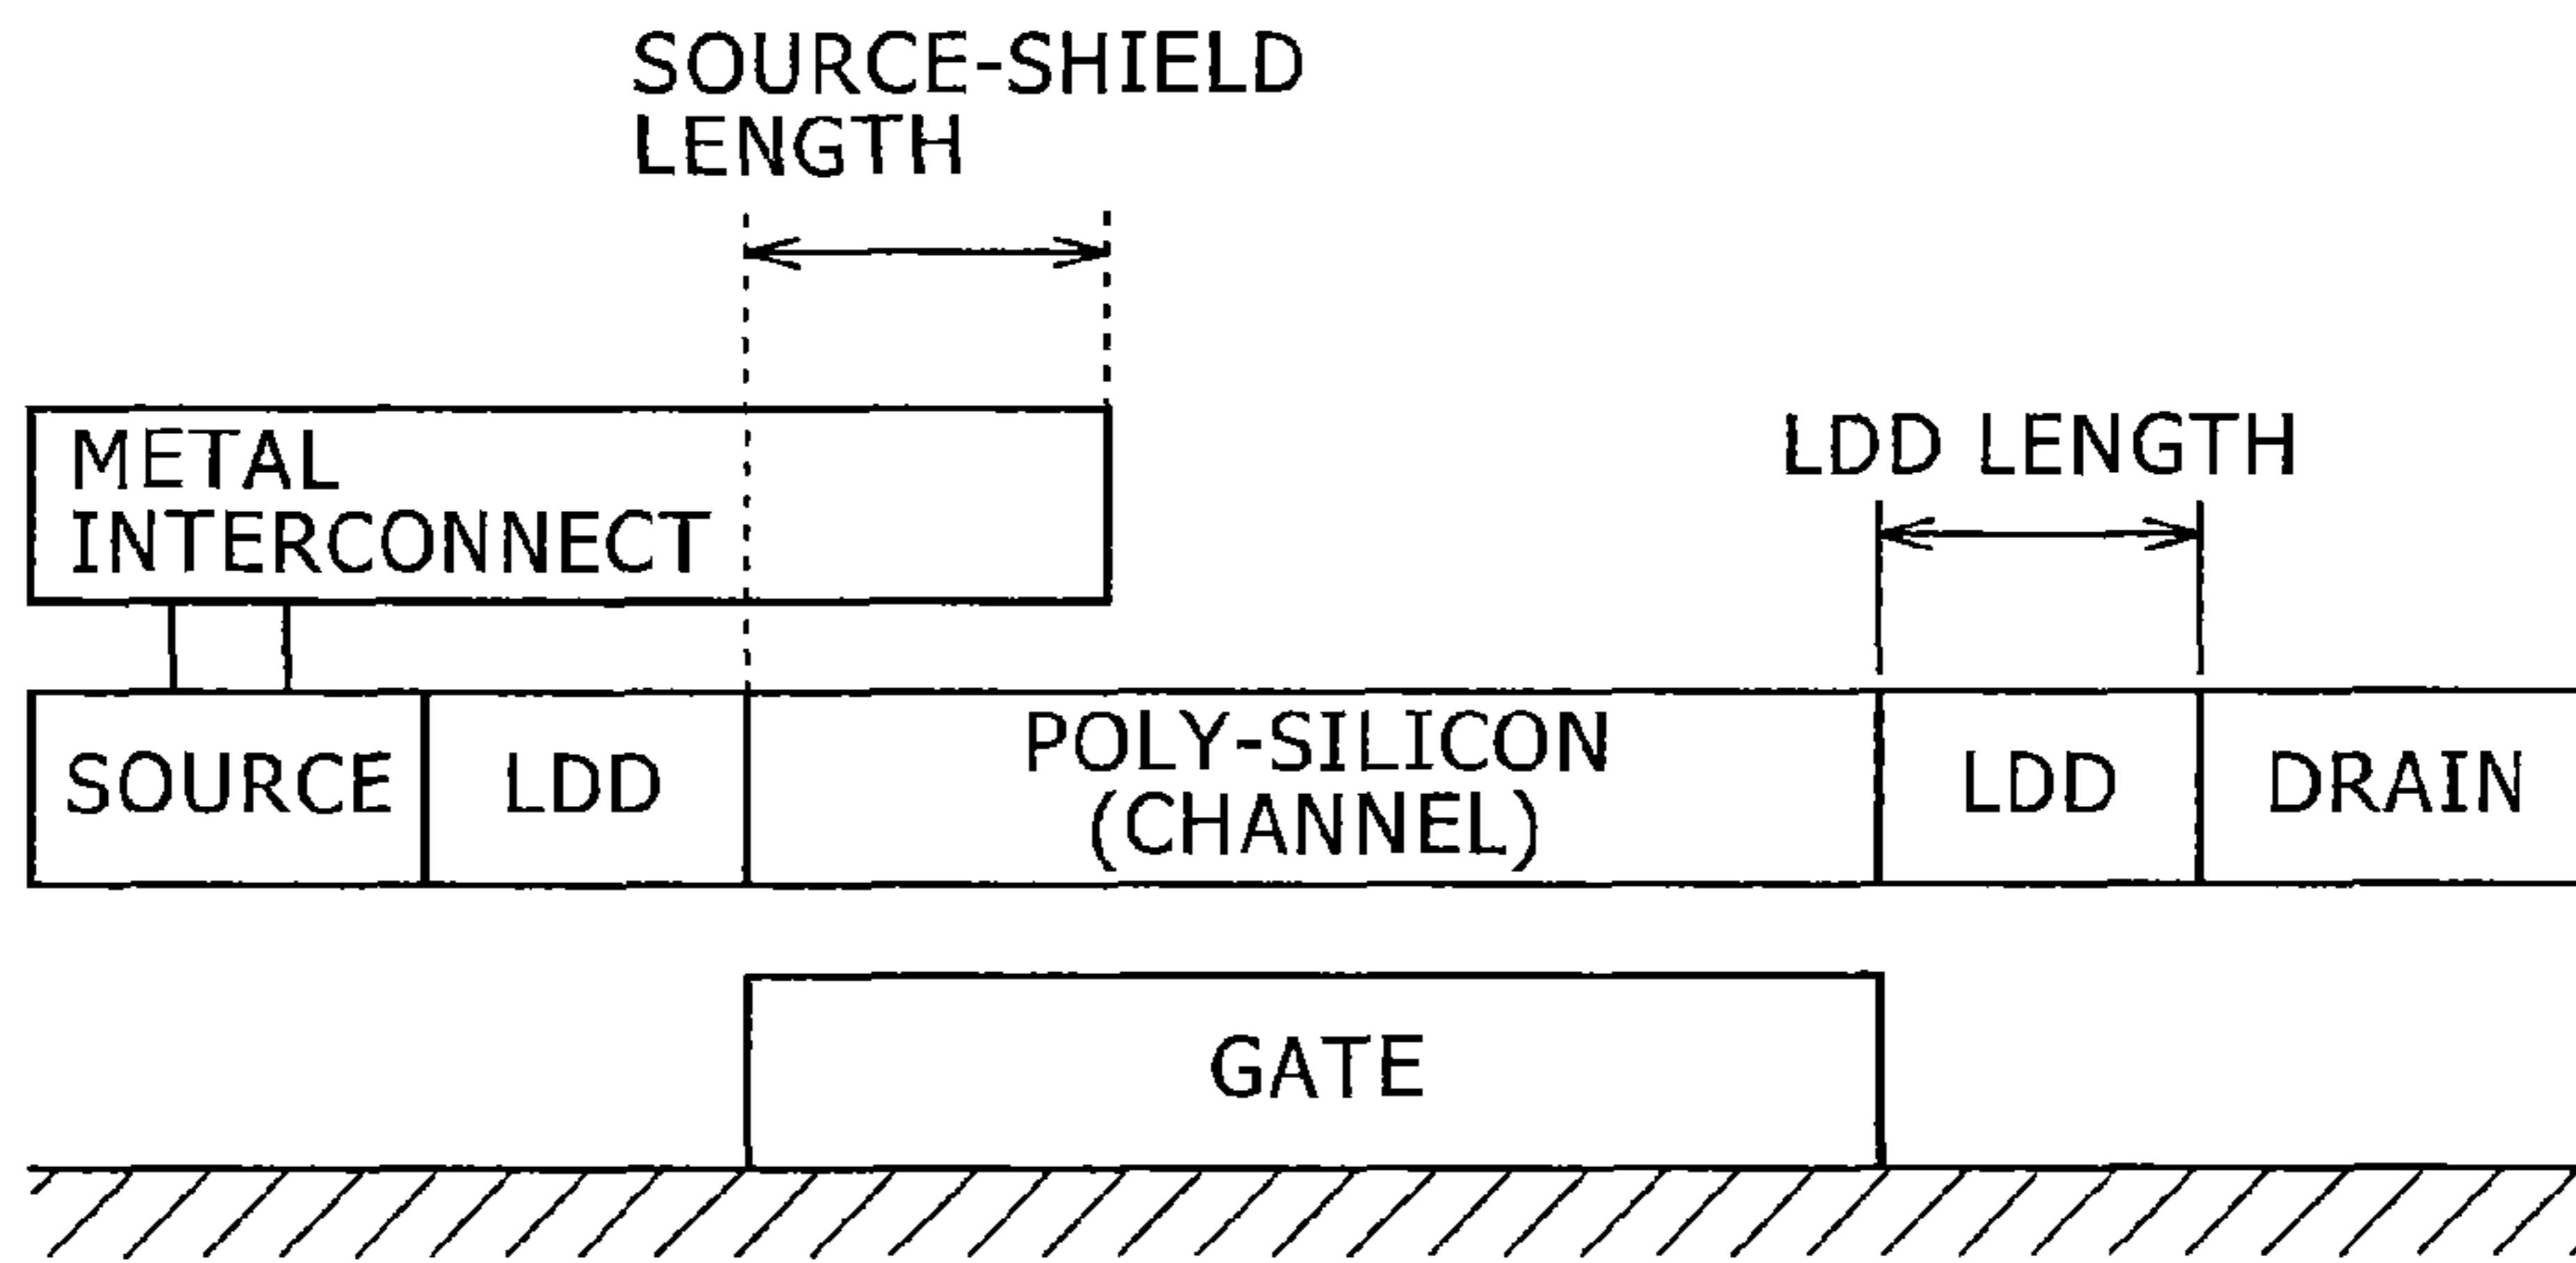 SOURCE-SHIELD
LENGTH
METAL
INTERCONNECT
LDD LENGTH
SOURCE
LDD
POLY-SILICON
(CHANNEL)
LDD
DRAIN
GATE